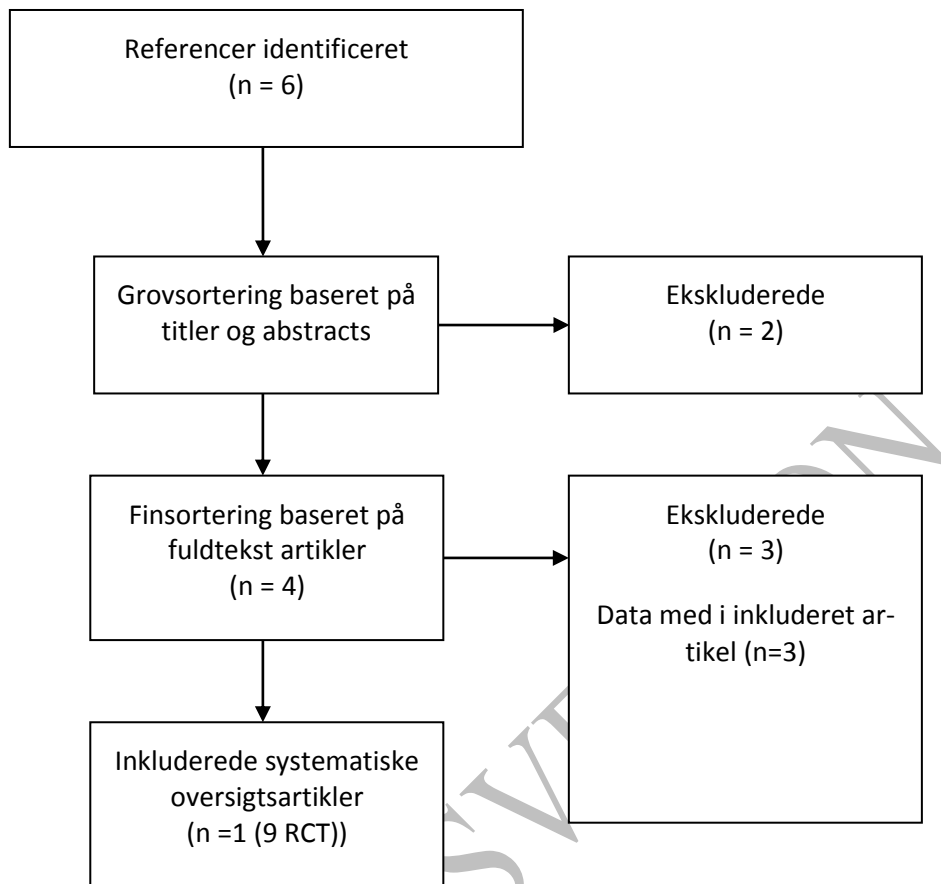 Referencer identificeret
(n = 6)
Grovsortering baseret på
titler og abstracts
Ekskluderede
(n = 2)
Finsortering baseret på
fuldtekst artikler
(n = 4)
Ekskluderede
(n = 3)
Data med i inkluderet ar-
tikel (n=3)
Inkluderede systematiske
oversigtsartikler
(n =1 (9 RCT))